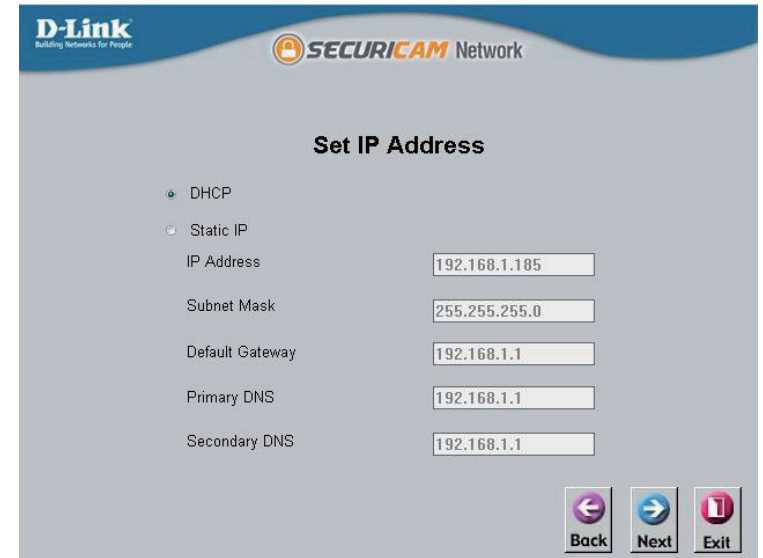 D-Link
Building Networks for People
SECURICAM Network
Set IP Address
DHCP
Static IP
IP Address 192.168.1.185
Subnet Mask 255.255.255.0
Default Gateway 192.168.1.1
Primary DNS 192.168.1.1
Secondary DNS 192.168.1.1
Back Next Exit